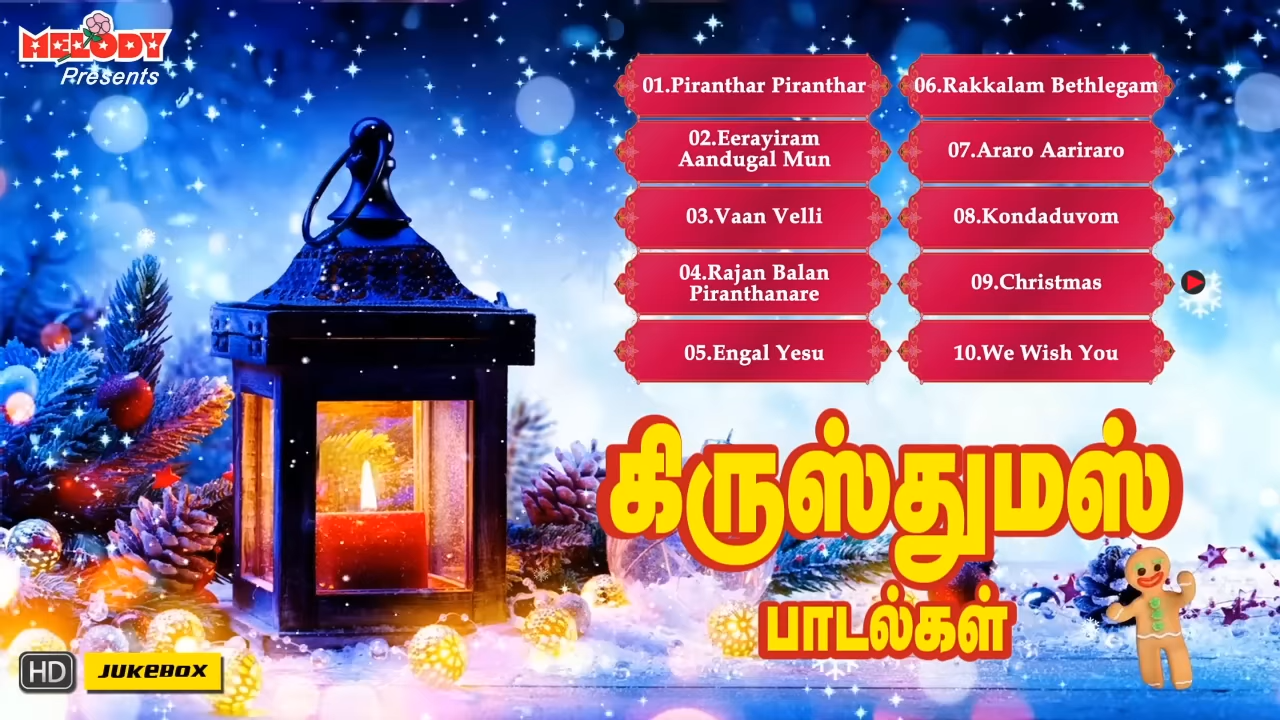 MELODY
Presents
01.Piranthar Piranthar
02.Eerayiram
Aandugal Mun
03.Vaan Velli
04.Rajan Balan
Piranthanare
05.Engal Yesu
06.Rakkalam Bethlegam
07.Araro Aariraro
08.Kondaduvom
09.Christmas
10.We Wish You
கிருஸ்துமஸ்
பாடல்கள்
HD
JUKEBOX